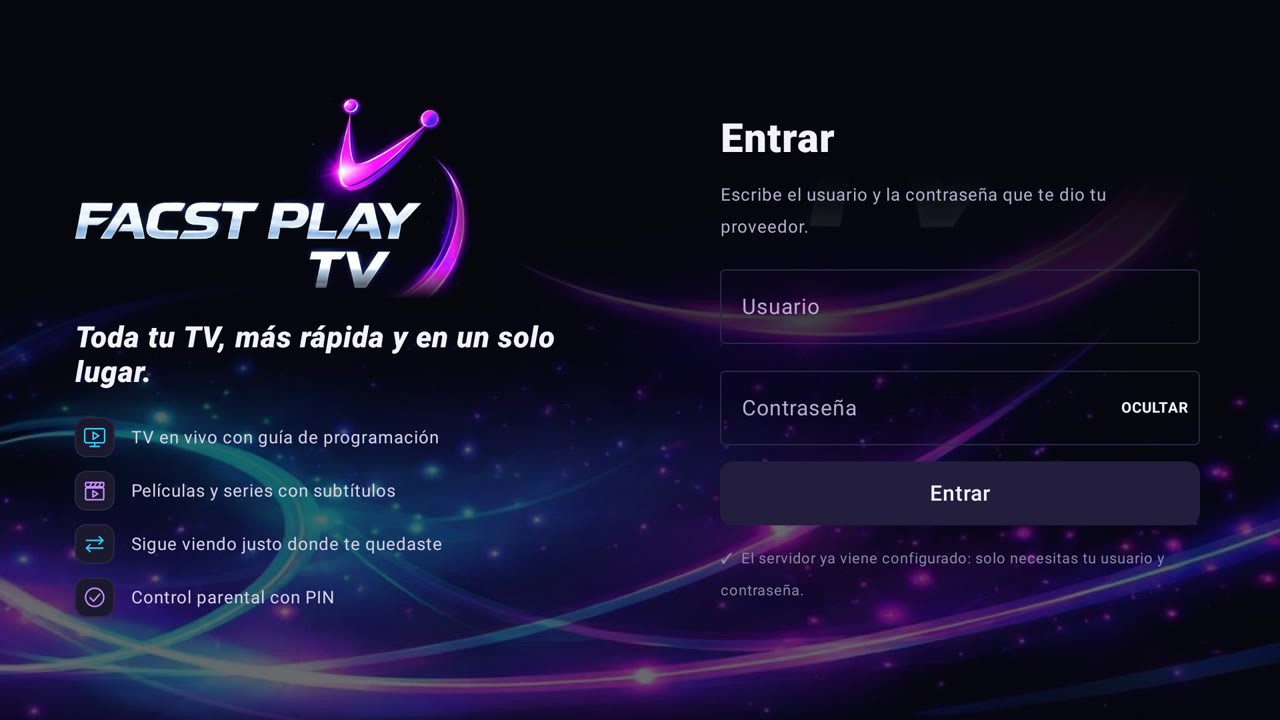 FACST PLAY
TV
Toda tu TV, más rápida y en un solo
lugar.
TV en vivo con guía de programación
Películas y series con subtítulos
Sigue viendo justo donde te quedaste
Control parental con PIN
Entrar
Escribe el usuario y la contraseña que te dio tu
proveedor.
Usuario
Contraseña
OCULTAR
Entrar
✓ El servidor ya viene configurado: solo necesitas tu usuario y
contraseña.